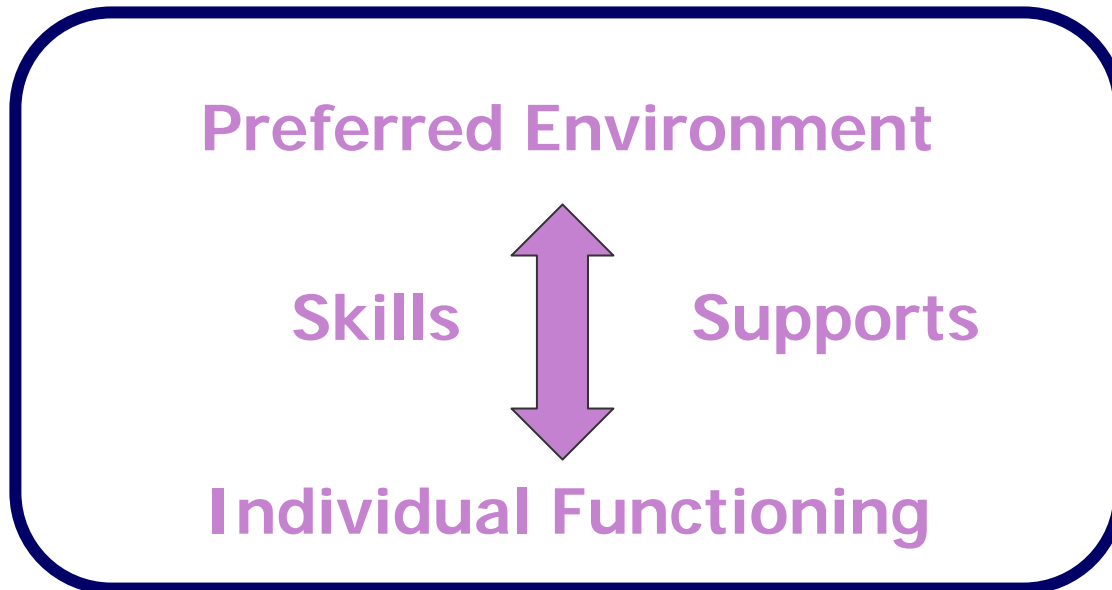 Preferred Environment
Skills Supports
Individual Functioning